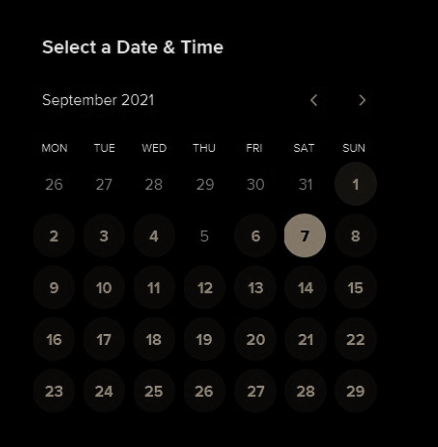 Select a Date & Time
September 2021
MON TUE WED THU FRI SAT SUN
26 27 28 29 30 31 1
2 3 4 5 6 7 8
9 10 11 12 13 14 15
16 17 18 19 20 21 22
23 24 25 26 27 28 29